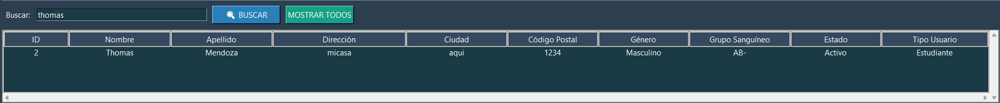 Buscar: thomas BUSCAR MOSTRAR TODOS
ID Nombre Apellido Dirección Ciudad Código Postal Género Grupo Sanguíneo Estado Tipo Usuario
2 Thomas Mendoza micasa aqui 1234 Masculino AB- Activo Estudiante